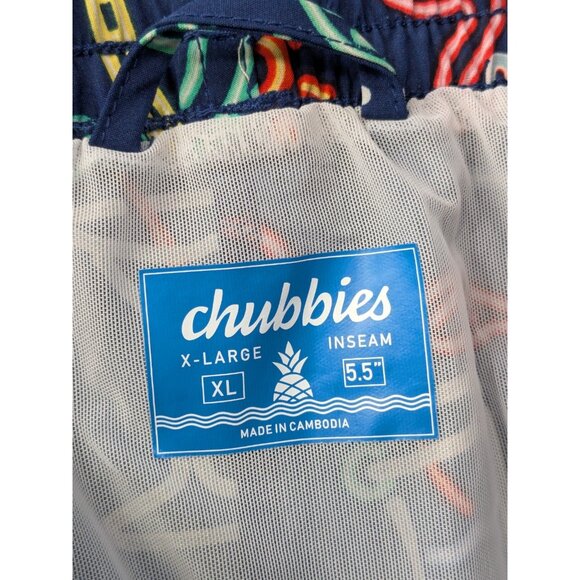 chubbies
X-LARGE INSEAM
XL 5.5"
MADE IN CAMBODIA